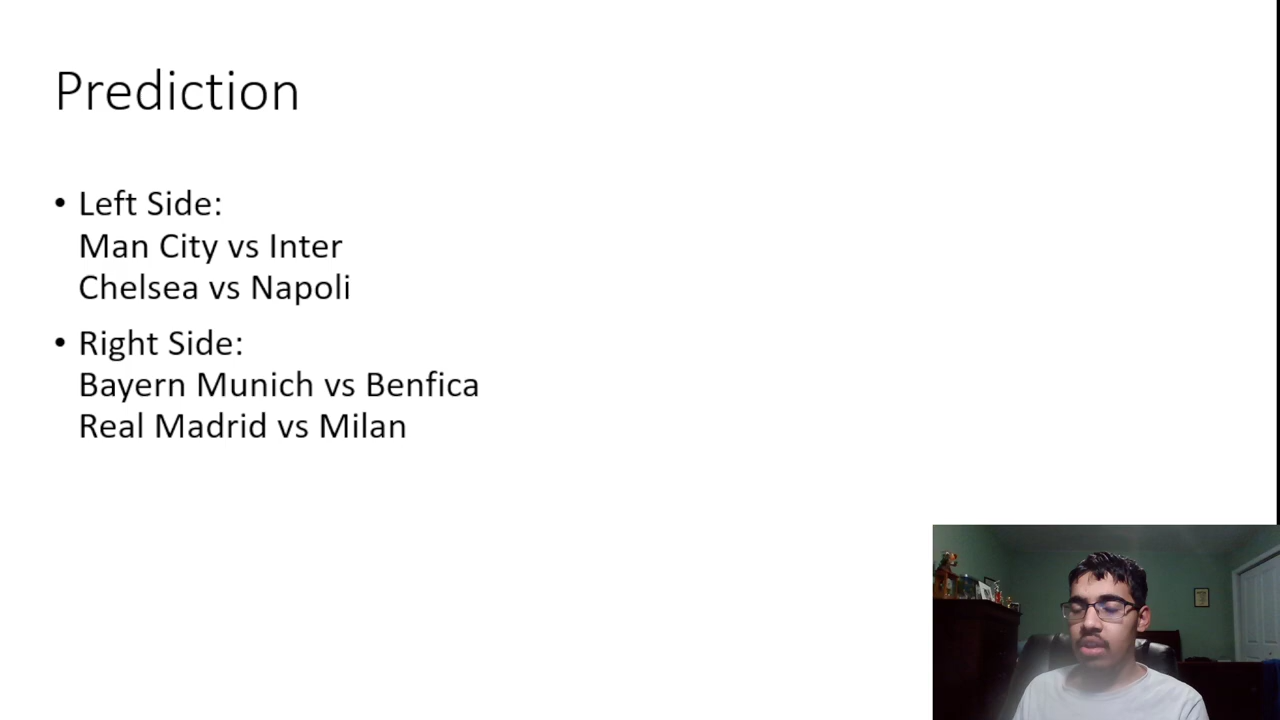 Prediction
• Left Side:
Man City vs Inter
Chelsea vs Napoli
• Right Side:
Bayern Munich vs Benfica
Real Madrid vs Milan